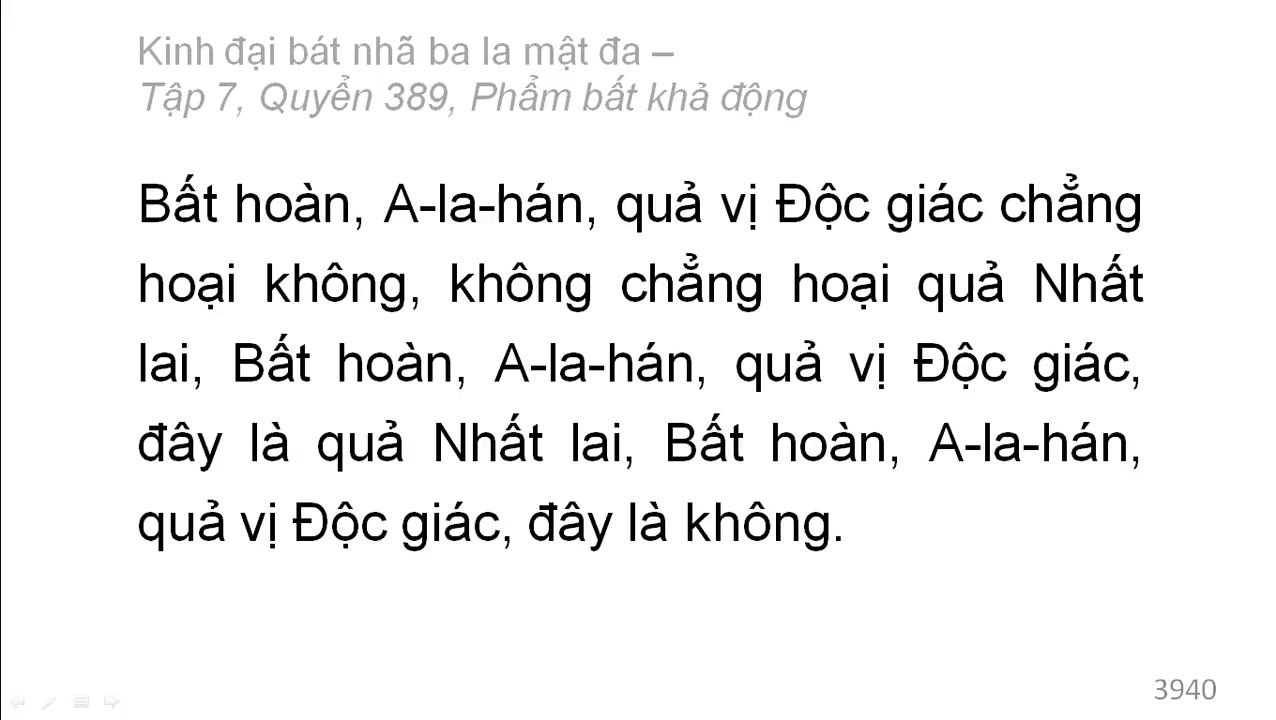 Kinh đại bát nhã ba la mật đa –
Tập 7, Quyển 389, Phẩm bất khả động
Bất hoàn, A-la-hán, quả vị Độc giác chẳng
hoại không, không chẳng hoại quả Nhất
lai, Bất hoàn, A-la-hán, quả vị Độc giác,
đây là quả Nhất lai, Bất hoàn, A-la-hán,
quả vị Độc giác, đây là không.
3940